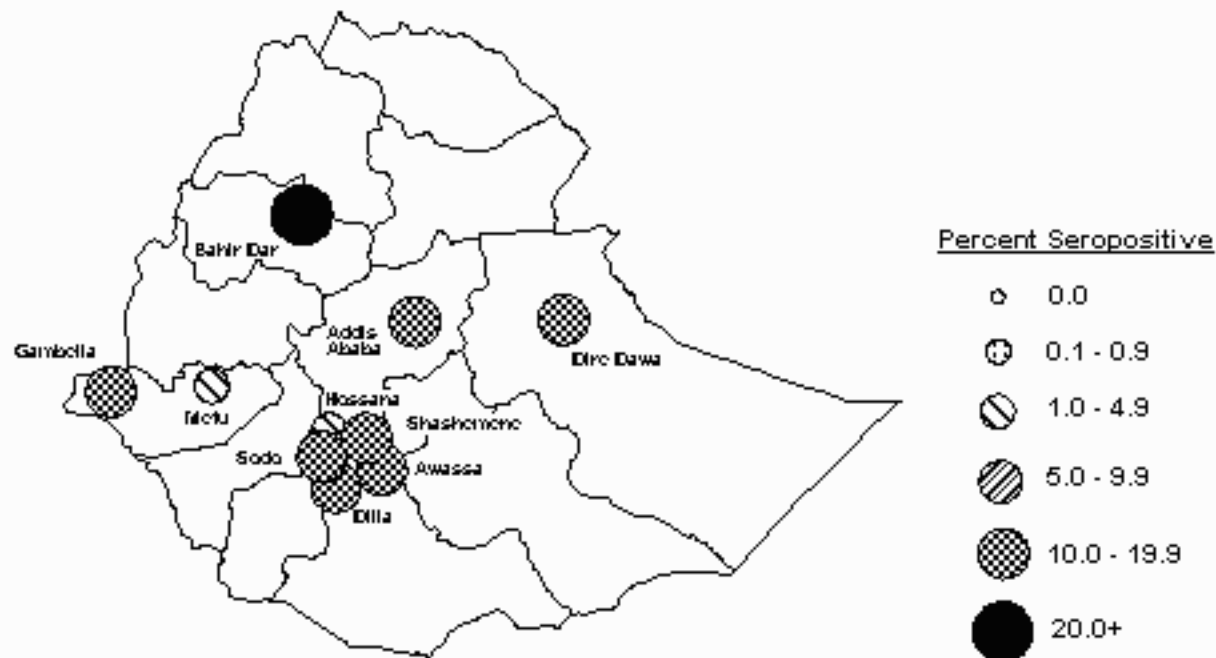 Bahir Dar
Percent Seropositive
0.0
0.1 - 0.9
1.0 - 4.9
5.0 - 9.9
10.0 - 19.9
20.0+
Addis
Ababa
Dire Dawa
Gambella
Metu
Hossana
Shashemene
Sodo
Awassa
Dilla